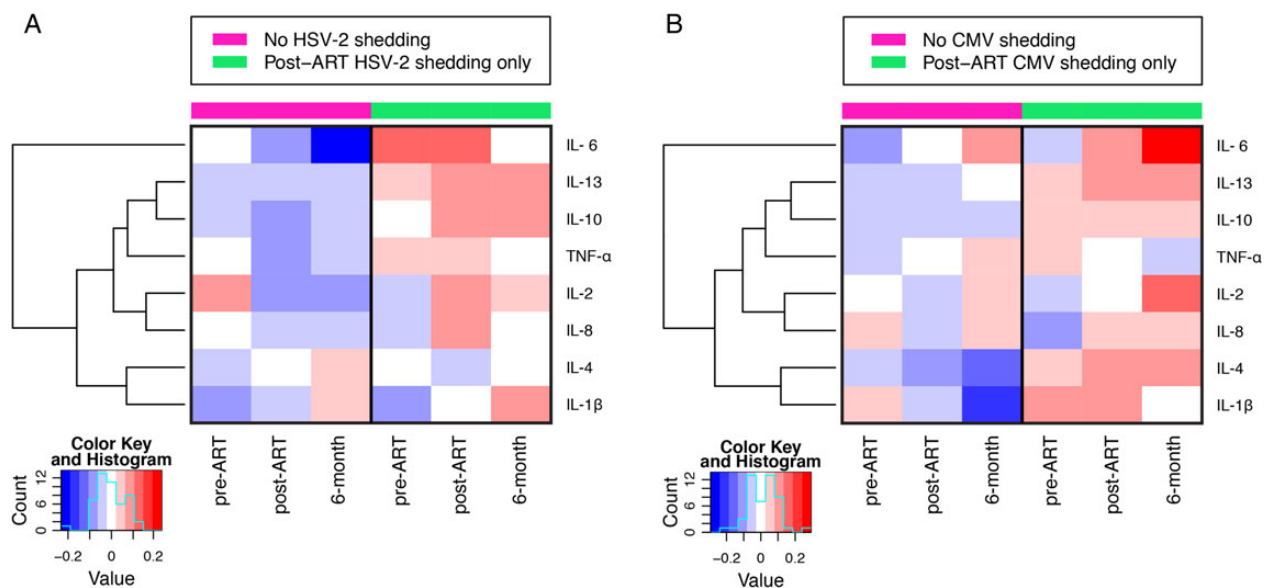 A
No HSV-2 shedding
Post–ART HSV-2 shedding only
IL- 6
IL-13
IL-10
TNF-α
IL-2
IL-8
IL-4
IL-1β
pre-ART
post-ART
6-month
pre-ART
post-ART
6-month
Color Key
and Histogram
Count
0 6 12
−0.2 0 0.2
Value
B
No CMV shedding
Post–ART CMV shedding only
IL- 6
IL-13
IL-10
TNF-α
IL-2
IL-8
IL-4
IL-1β
pre-ART
post-ART
6-month
pre-ART
post-ART
6-month
Color Key
and Histogram
Count
0 6 12
−0.2 0 0.2
Value